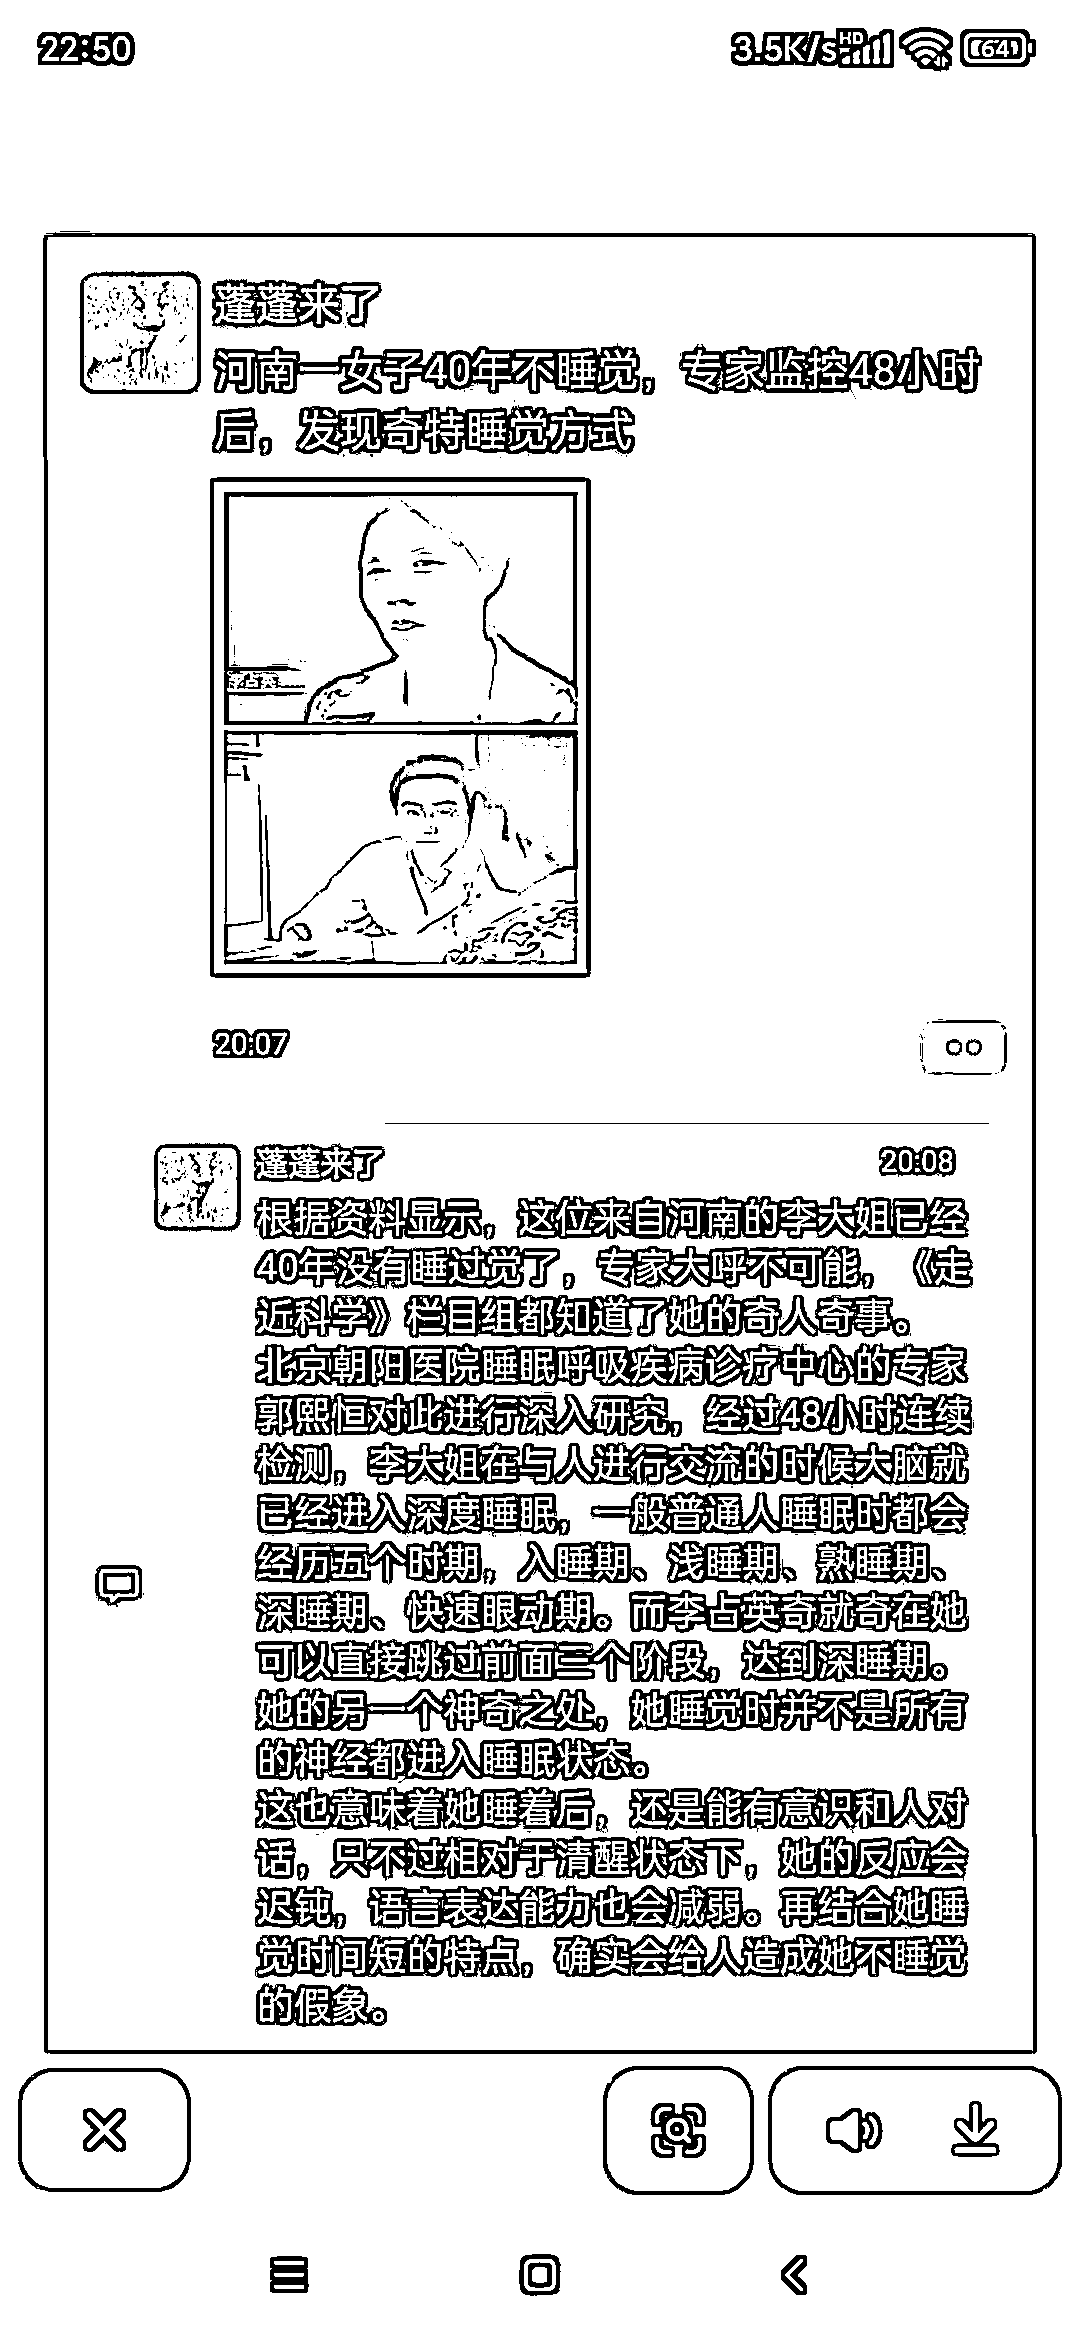 22:50
3.5K/s HD 64
蓬蓬来了
河南一女子40年不睡觉，专家监控48小时
后，发现奇特睡觉方式
李占英
20:07
蓬蓬来了
20:08
根据资料显示，这位来自河南的李大姐已经
40年没有睡过觉了，专家大呼不可能，《走
近科学》栏目组都知道了她的奇人奇事。
北京朝阳医院睡眠呼吸疾病诊疗中心的专家
郭熙恒对此进行深入研究，经过48小时连续
检测，李大姐在与人进行交流的时候大脑就
已经进入深度睡眠，一般普通人睡眠时都会
经历五个时期，入睡期、浅睡期、熟睡期、
深睡期、快速眼动期。而李占英奇就奇在她
可以直接跳过前面三个阶段，达到深睡期。
她的另一个神奇之处，她睡觉时并不是所有
的神经都进入睡眠状态。
这也意味着她睡着后，还是能有意识和人对
话，只不过相对于清醒状态下，她的反应会
迟钝，语言表达能力也会减弱。再结合她睡
觉时间短的特点，确实会给人造成她不睡觉
的假象。